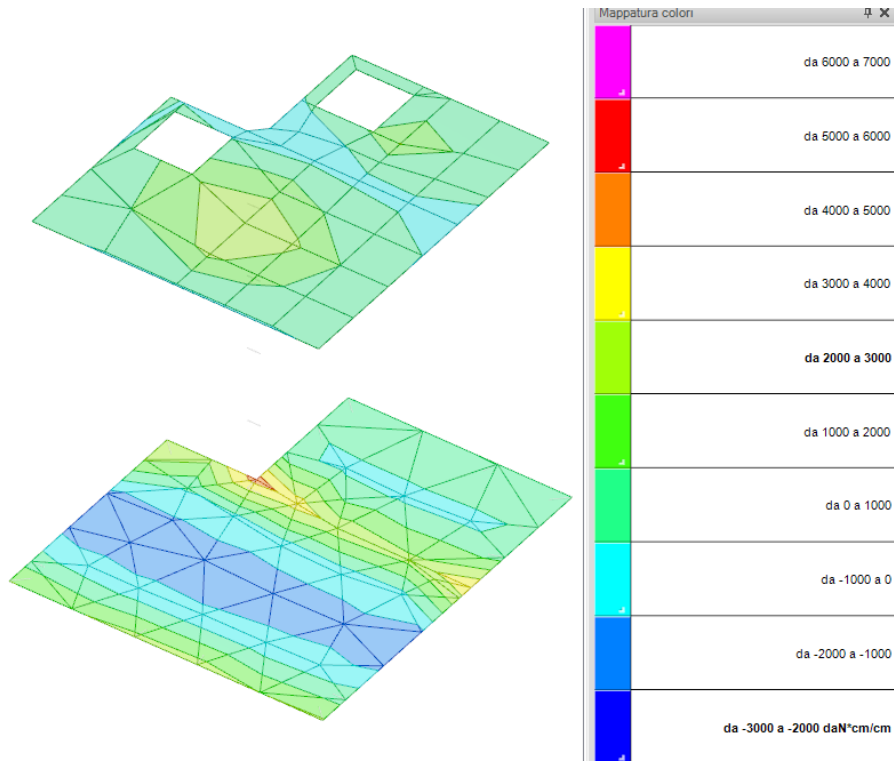 Mappatura colori
da 6000 a 7000
da 5000 a 6000
da 4000 a 5000
da 3000 a 4000
da 2000 a 3000
da 1000 a 2000
da 0 a 1000
da -1000 a 0
da -2000 a -1000
da -3000 a -2000 daN*cm/cm